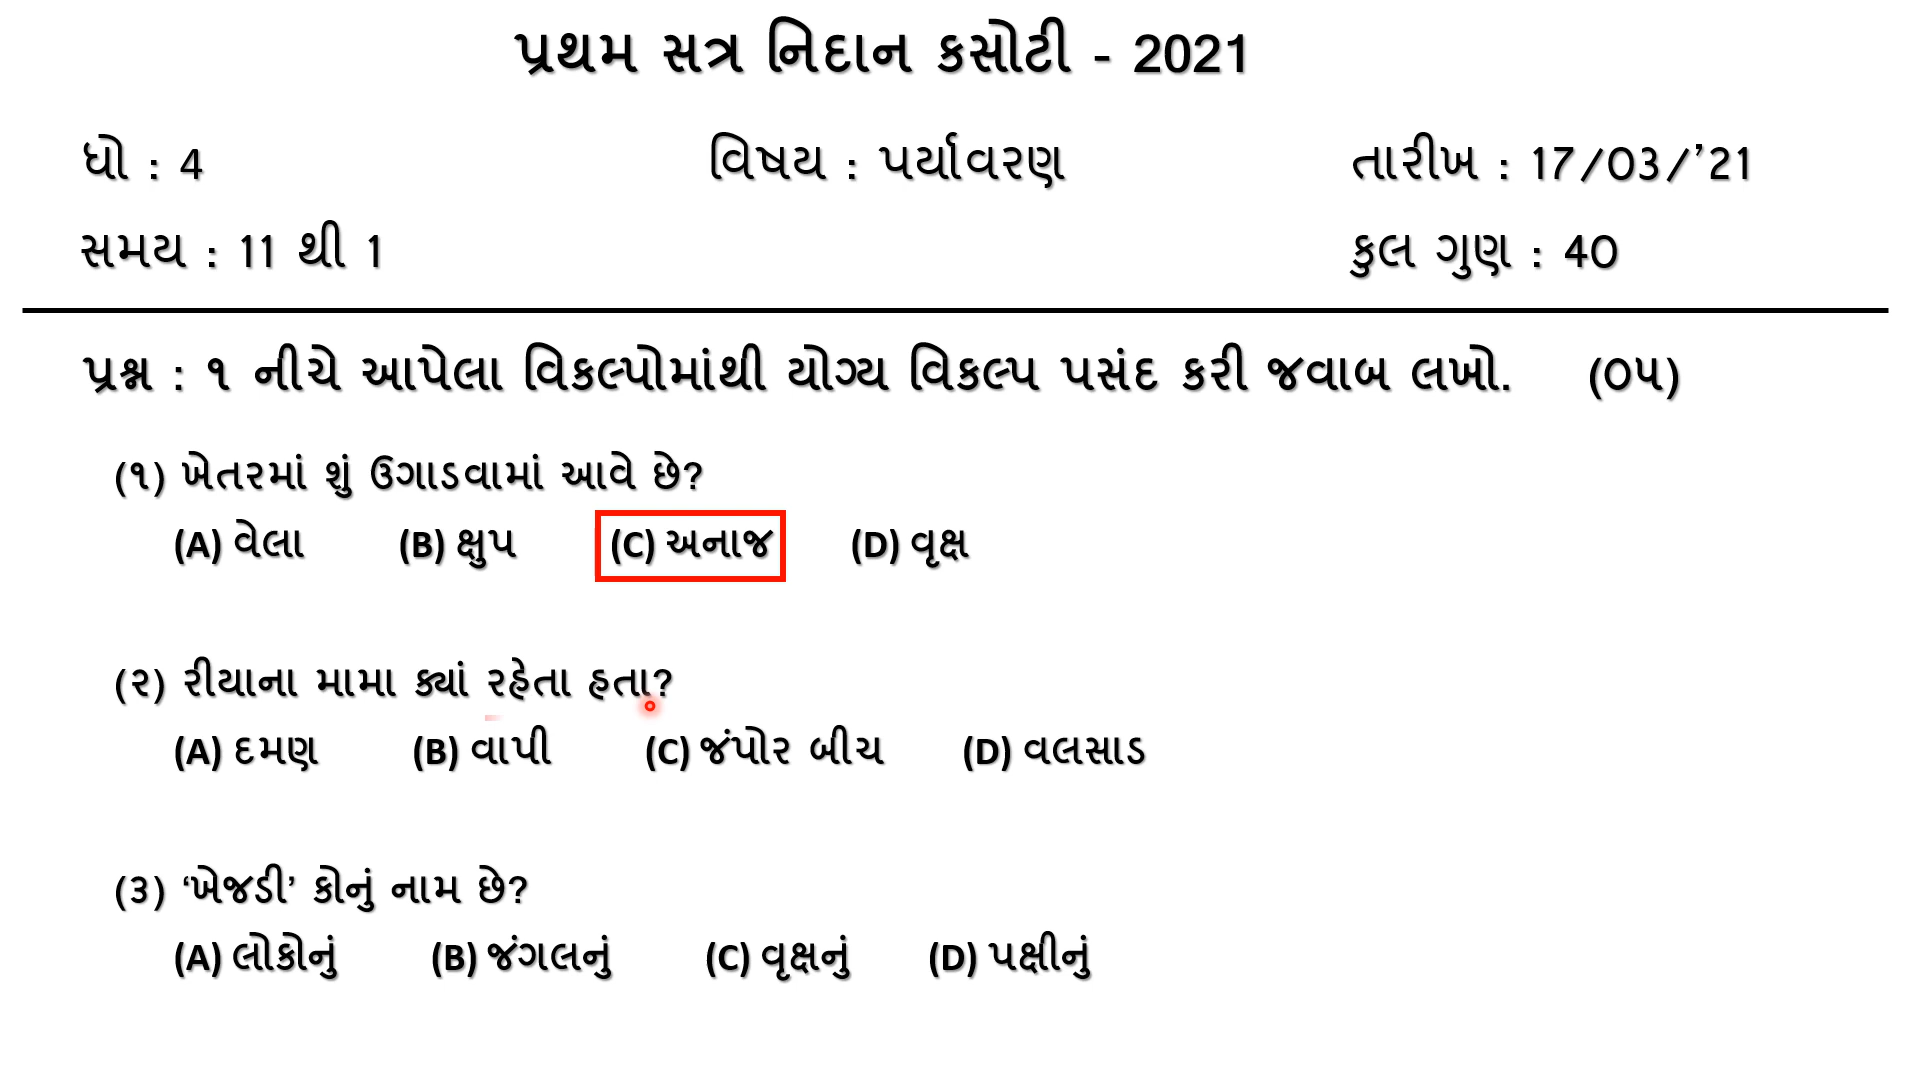 પ્રથમ સત્ર નિદાન કસોટી - 2021
ધો : 4 વિષય : પર્યાવરણ તારીખ : 17/03/’21
સમય : 11 થી 1 કુલ ગુણ : 40
પ્રશ્ન : ૧ નીચે આપેલા વિકલ્પોમાંથી યોગ્ય વિકલ્પ પસંદ કરી જવાબ લખો. (૦૫)
(૧) ખેતરમાં શું ઉગાડવામાં આવે છે?
(A) વેલા (B) ક્ષુપ (C) અનાજ (D) વૃક્ષ
(૨) રીયાના મામા ક્યાં રહેતા હતા?
(A) દમણ (B) વાપી (C) જંપોર બીચ (D) વલસાડ
(૩) ‘ખેજડી’ કોનું નામ છે?
(A) લોકોનું (B) જંગલનું (C) વૃક્ષનું (D) પક્ષીનું